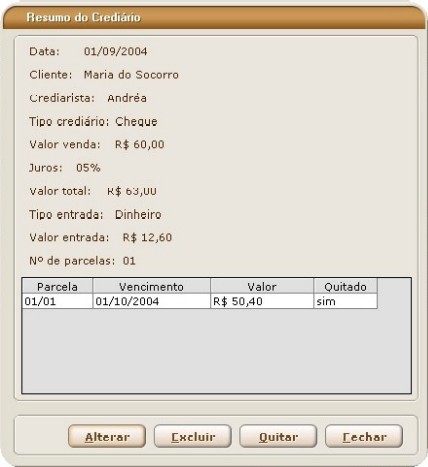 Resumo do Crediário
Data: 01/09/2004
Cliente: Maria do Socorro
Crediarista: Andréa
Tipo crediário: Cheque
Valor venda: R$ 60,00
Juros: 05%
Valor total: R$ 63,00
Tipo entrada: Dinheiro
Valor entrada: R$ 12,60
Nº de parcelas: 01
Parcela Vencimento Valor Quitado
01/01 01/10/2004 R$ 50,40 sim
Alterar Excluir Quitar Fechar